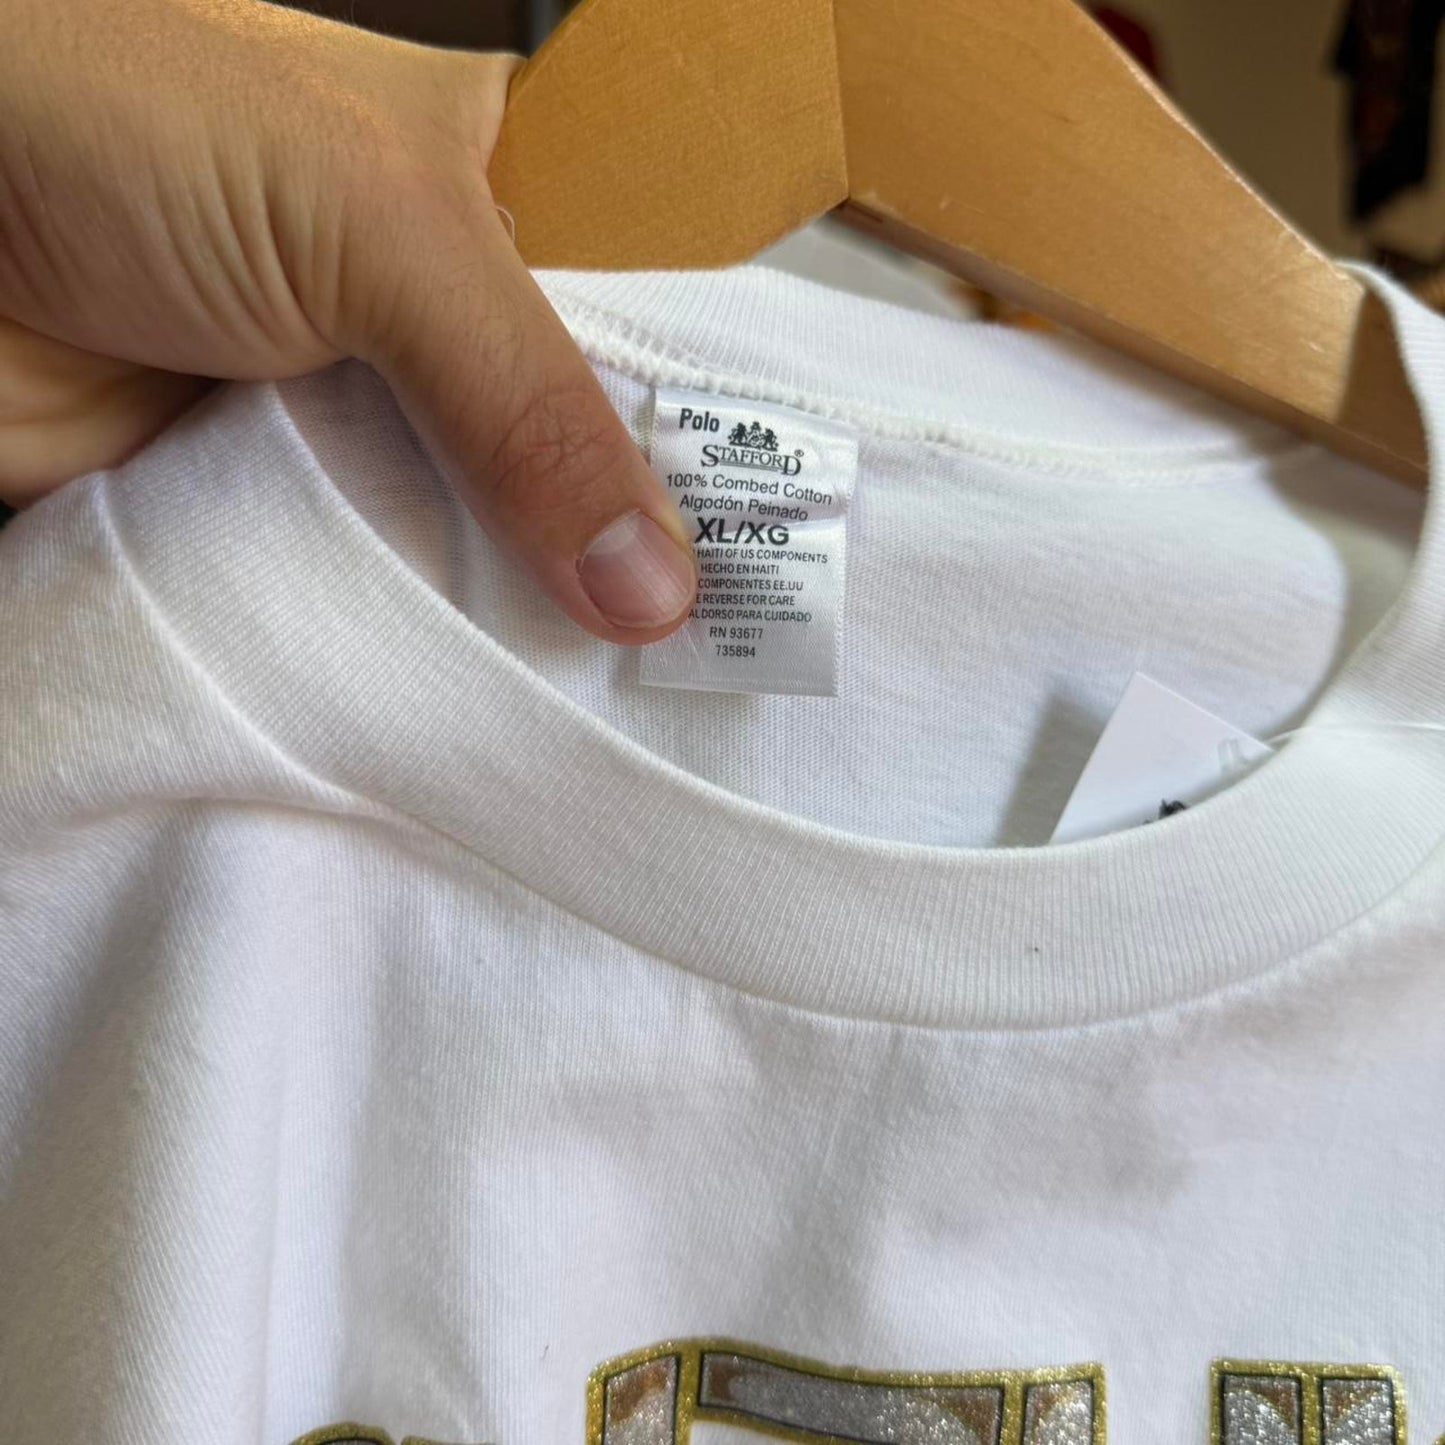 Polo
STAFFORD®
100% Combed Cotton
Algodón Peinado
XL/XG
HAITI OF US COMPONENTS
HECHO EN HAITI
COMPONENTES EE.UU
REVERSE FOR CARE
AL DORSO PARA CUIDADO
RN 93677
735894